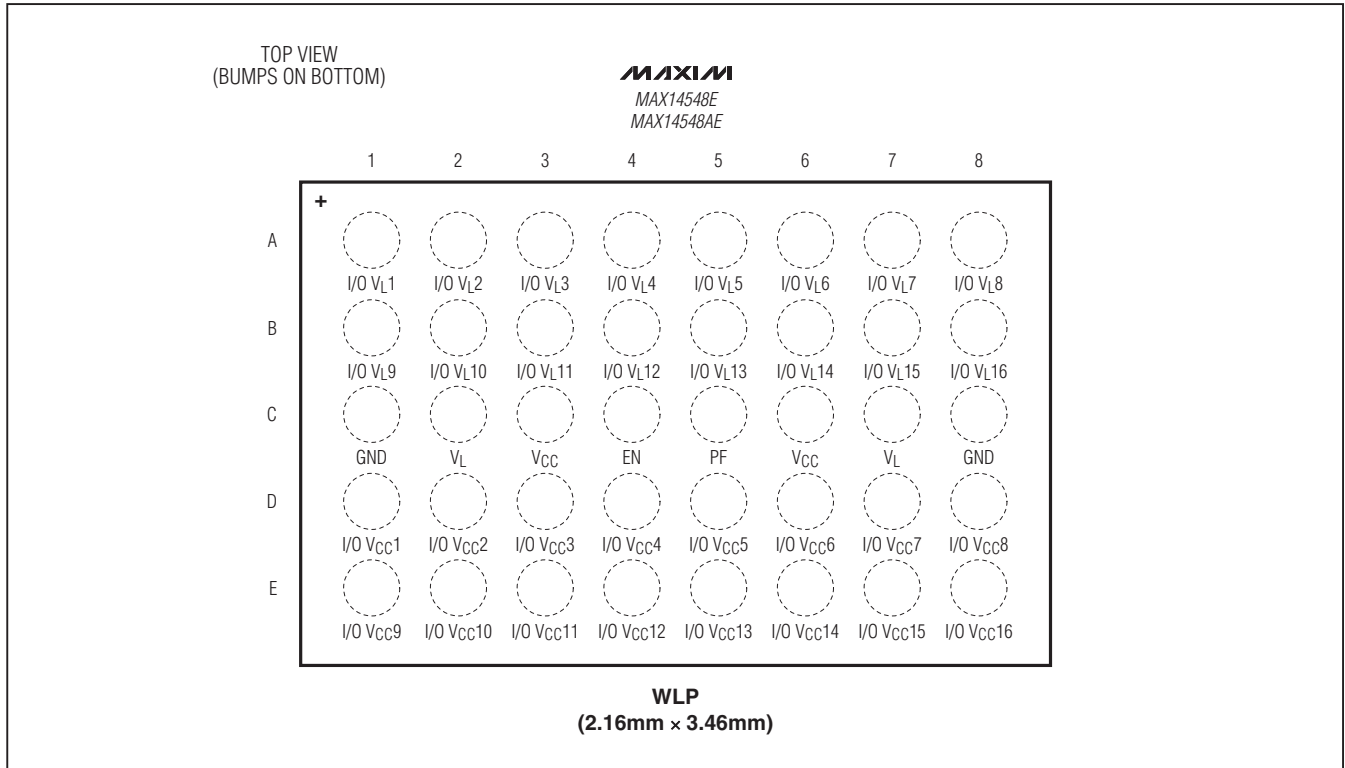 TOP VIEW
(BUMPS ON BOTTOM)
MAXIM
MAX14548E
MAX14548AE
1 2 3 4 5 6 7 8
+
A
I/O VL1 I/O VL2 I/O VL3 I/O VL4 I/O VL5 I/O VL6 I/O VL7 I/O VL8
B
I/O VL9 I/O VL10 I/O VL11 I/O VL12 I/O VL13 I/O VL14 I/O VL15 I/O VL16
C
GND VL VCC EN PF VCC VL GND
D
I/O VCC1 I/O VCC2 I/O VCC3 I/O VCC4 I/O VCC5 I/O VCC6 I/O VCC7 I/O VCC8
E
I/O VCC9 I/O VCC10 I/O VCC11 I/O VCC12 I/O VCC13 I/O VCC14 I/O VCC15 I/O VCC16
WLP
(2.16mm × 3.46mm)